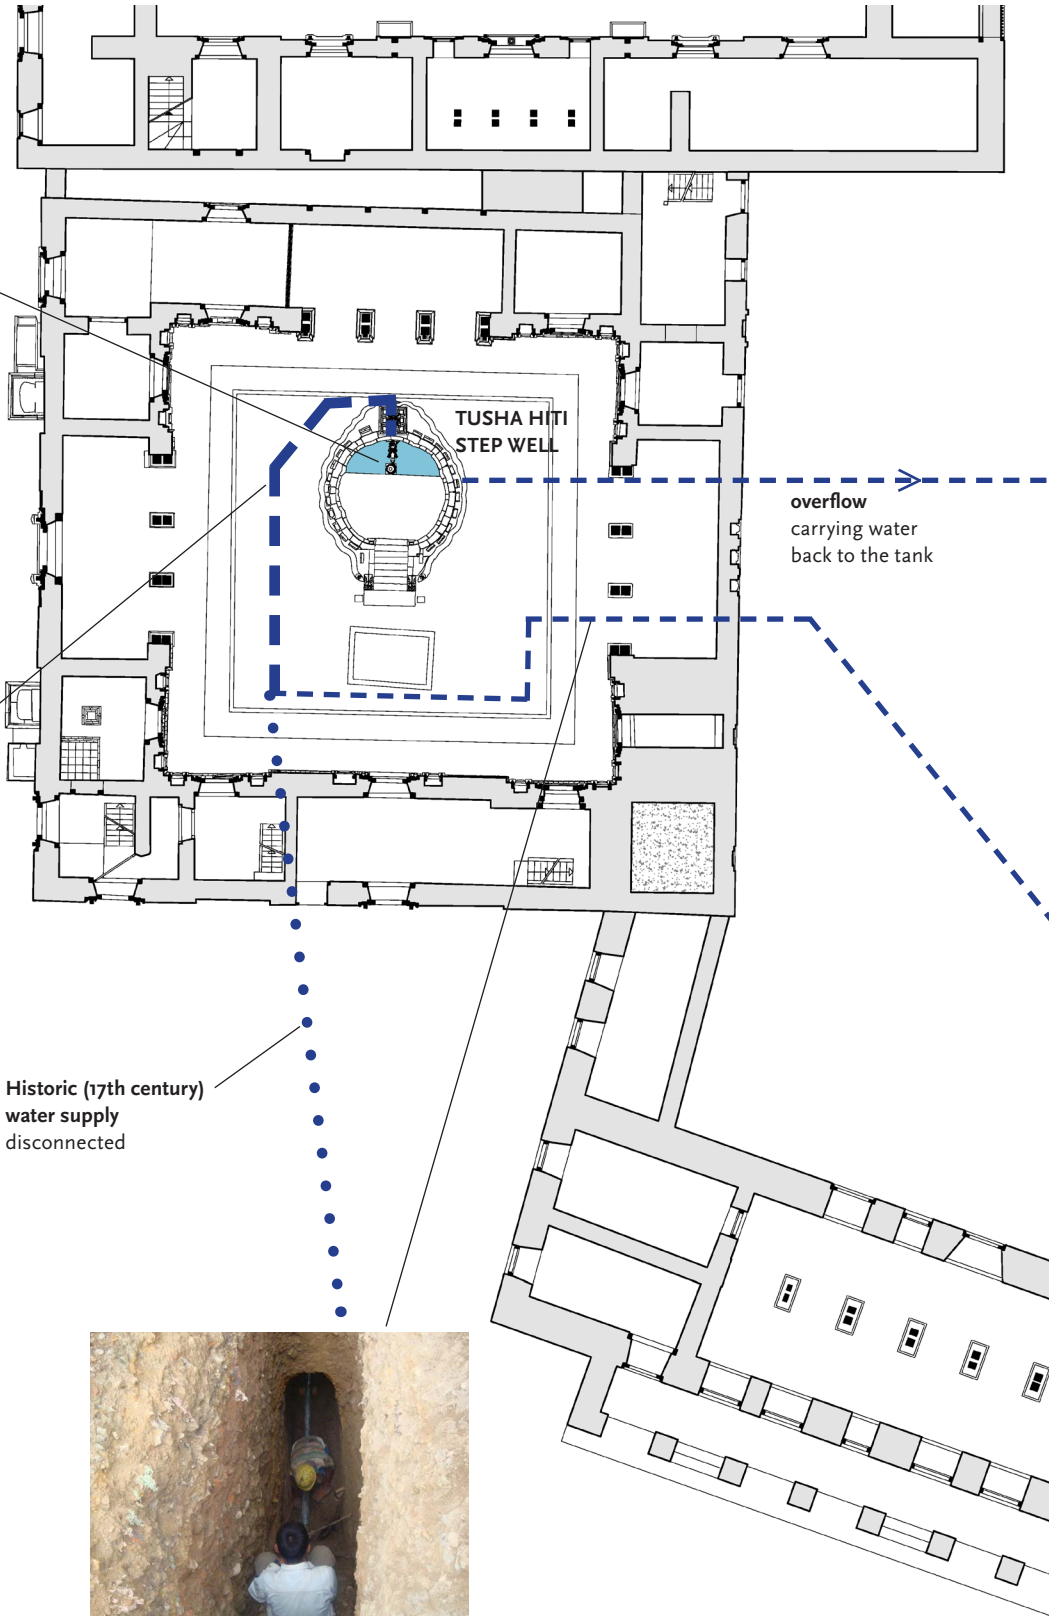 TUSHA HITI
STEP WELL
overflow
carrying water
back to the tank
Historic (17th century)
water supply
disconnected